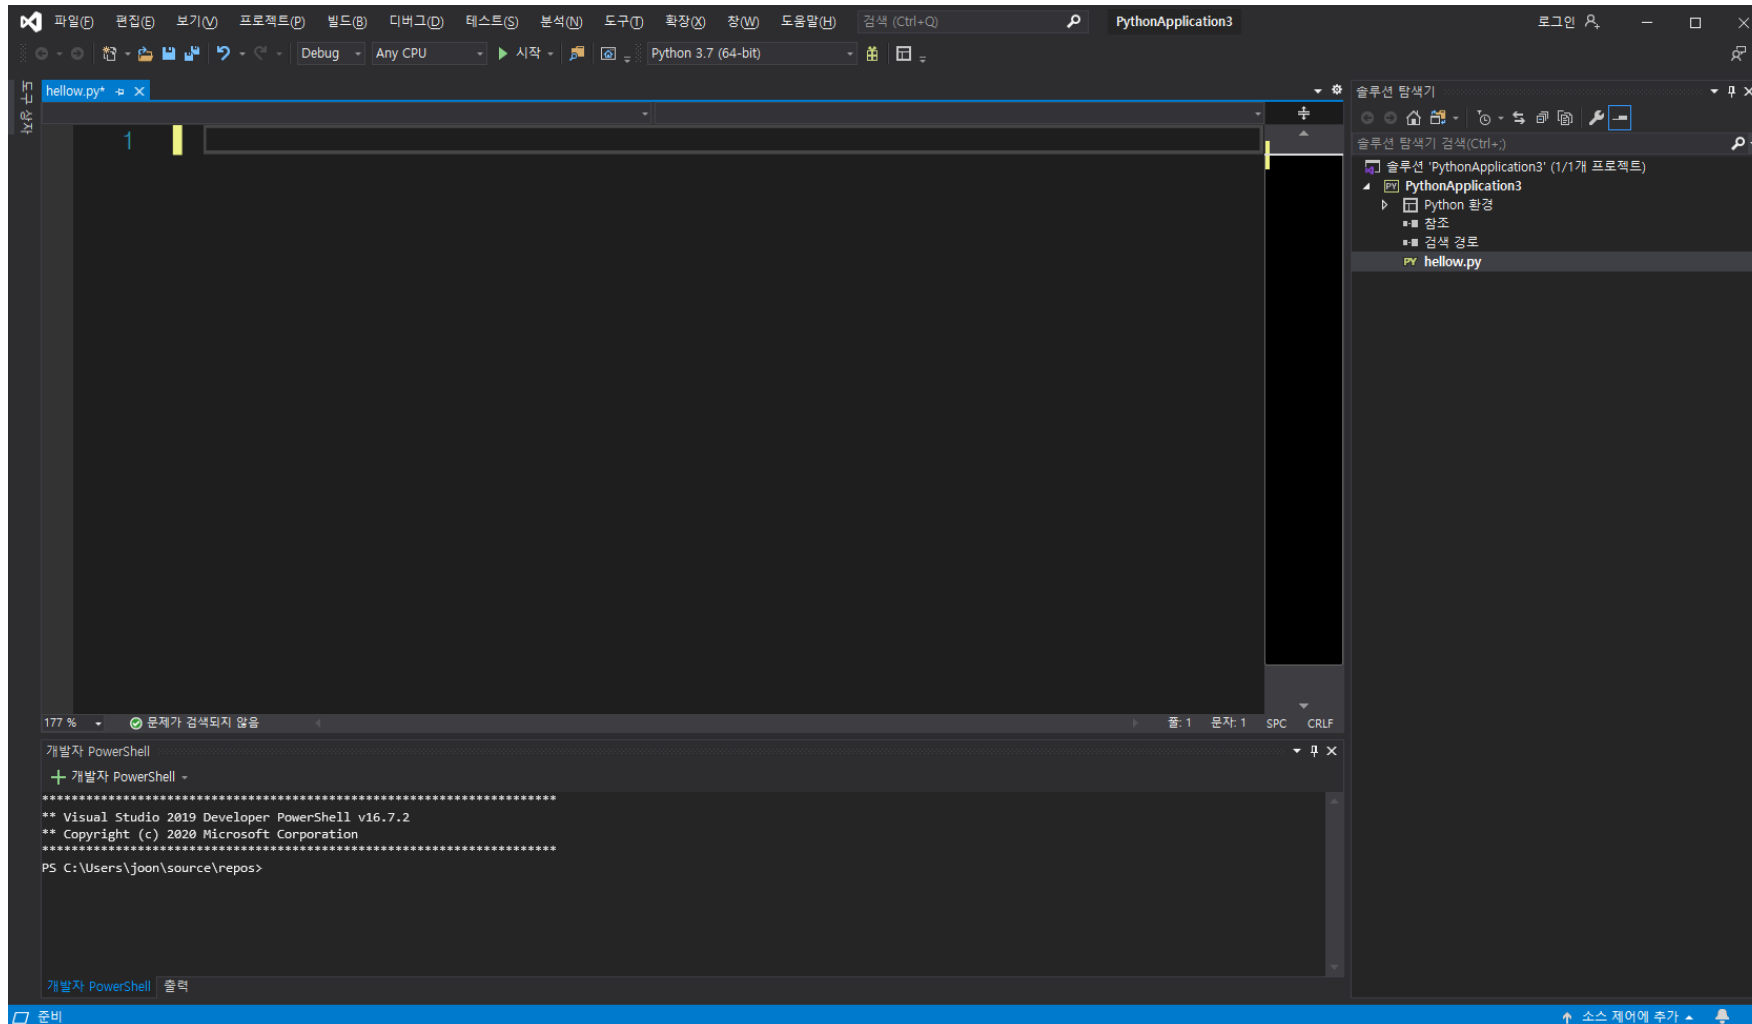 파일(F) 편집(E) 보기(V) 프로젝트(P) 빌드(B) 디버그(D) 테스트(S) 분석(N) 도구(T) 확장(X) 창(W) 도움말(H) 검색 (Ctrl+Q) PythonApplication3 로그인
Debug Any CPU 시작 Python 3.7 (64-bit)
도구 상자
hellow.py*
1
177 % 문제가 검색되지 않음 줄: 1 문자: 1 SPC CRLF
개발자 PowerShell
개발자 PowerShell
**********************************************************************
** Visual Studio 2019 Developer PowerShell v16.7.2
** Copyright (c) 2020 Microsoft Corporation
**********************************************************************
PS C:\Users\joon\source\repos>
개발자 PowerShell 출력
솔루션 탐색기
솔루션 탐색기 검색(Ctrl+;)
솔루션 'PythonApplication3' (1/1개 프로젝트)
PY PythonApplication3
Python 환경
참조
검색 경로
PY hellow.py
준비 소스 제어에 추가